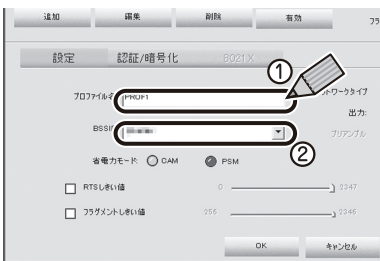 追加 編集 削除 有効 プ
設定 認証/暗号化 8021X
①
プロファイル名 PROF1 トワークタイプ
出力:
BSSID プリアンブル
②
省電力モード: CAM PSM
RTSしきい値 0 2347
フラグメントしきい値 256 2346
OK キャンセル